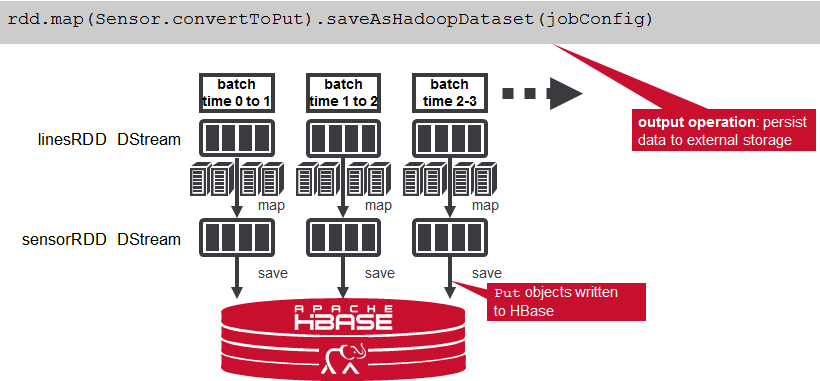 rdd.map(Sensor.convertToPut).saveAsHadoopDataset(jobConfig)
batch
time 0 to 1
batch
time 1 to 2
batch
time 2-3
output operation: persist
data to external storage
linesRDD DStream
map
map
map
sensorRDD DStream
save
save
save
Put objects written
to HBase
APACHE
HBASE